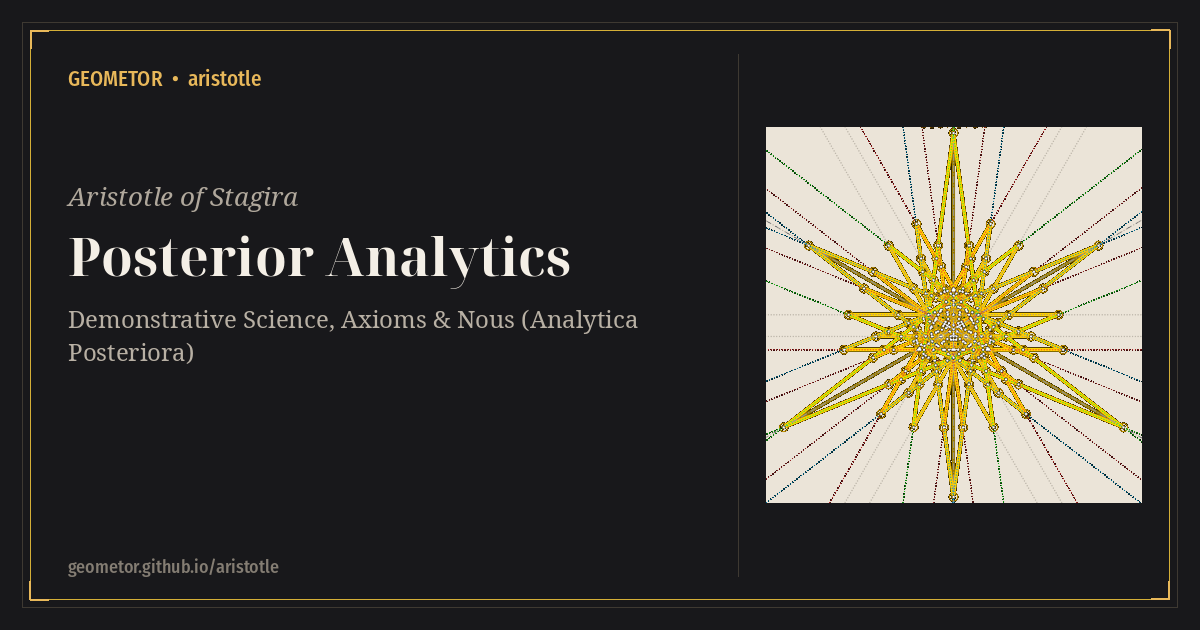 GEOMETOR • aristotle
Aristotle of Stagira
Posterior Analytics
Demonstrative Science, Axioms & Nous (Analytica
Posteriora)
geometor.github.io/aristotle